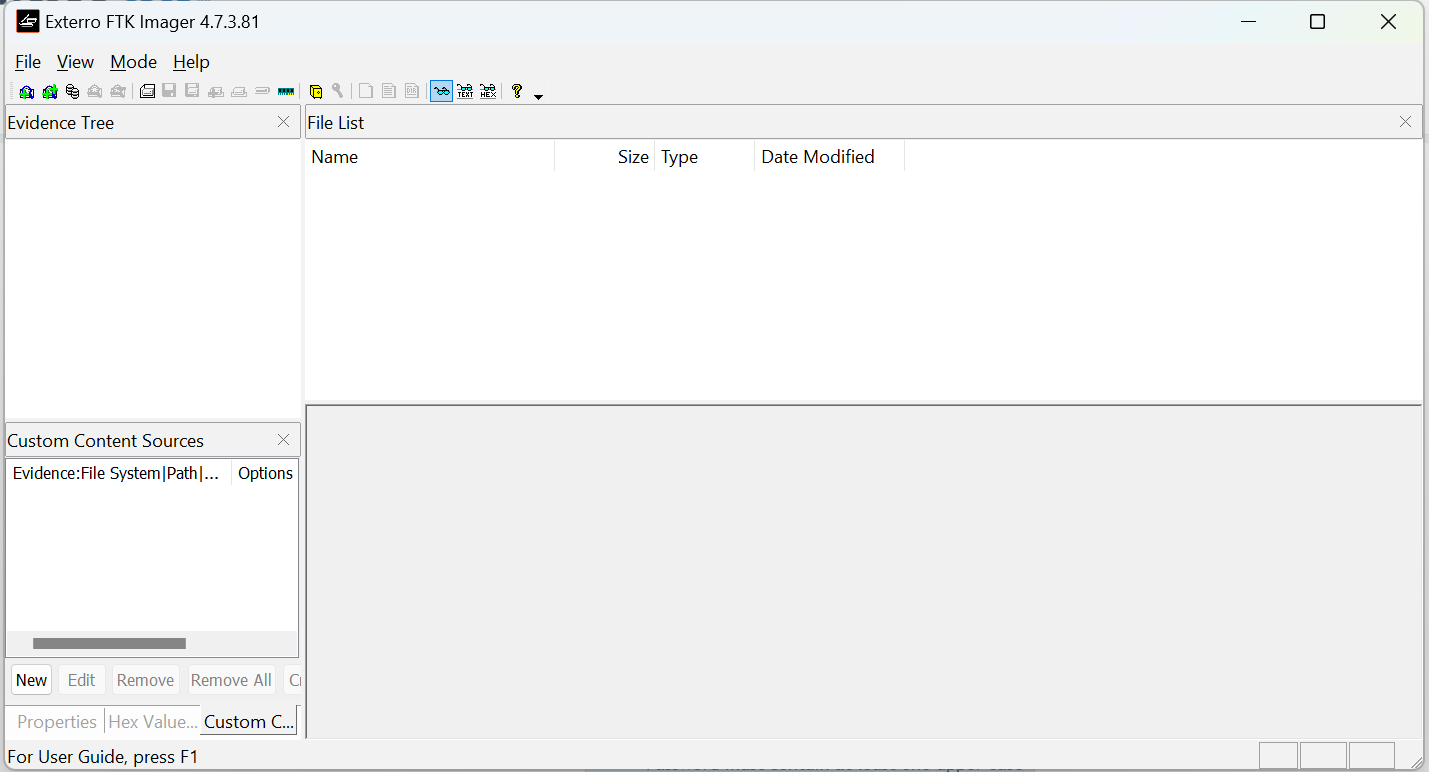 Exterro FTK Imager 4.7.3.81
File View Mode Help
TEXT HEX
Evidence Tree
File List
Name Size Type Date Modified
Custom Content Sources
Evidence:File System|Path|... Options
New Edit Remove Remove All
Properties Hex Value... Custom C...
For User Guide, press F1